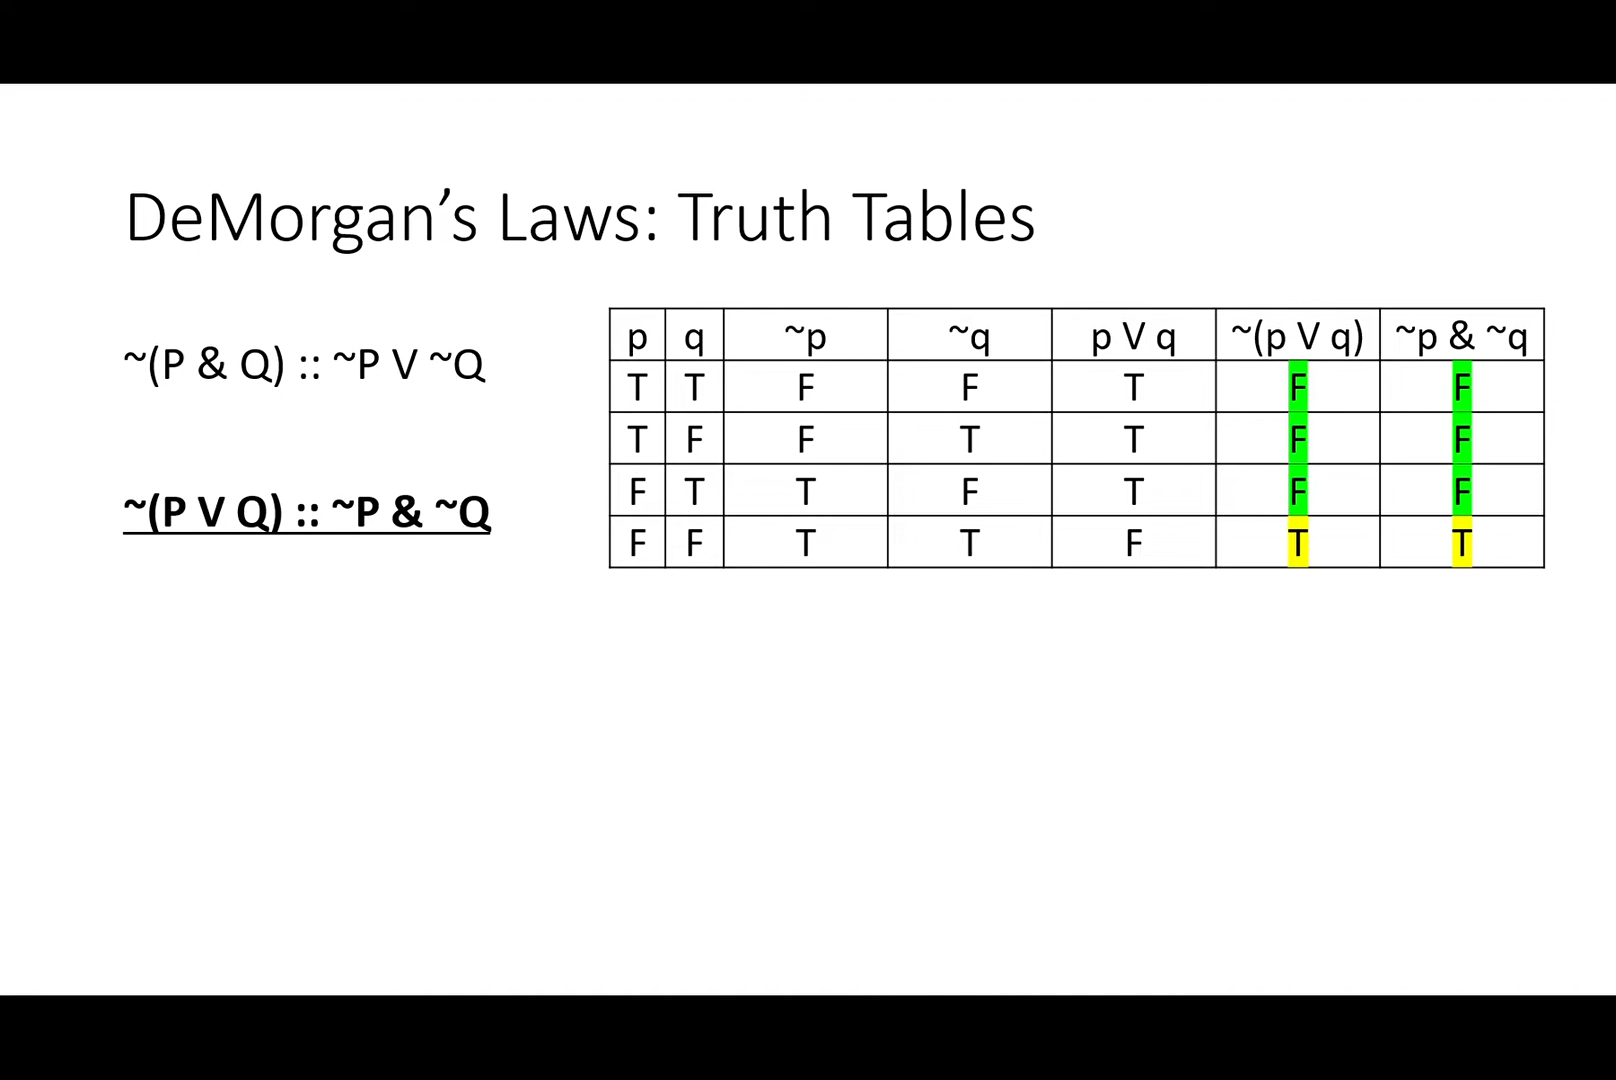 DeMorgan’s Laws: Truth Tables
~(P & Q) :: ~P V ~Q
~(P V Q) :: ~P & ~Q
p q ~p ~q p V q ~(p V q) ~p & ~q
T T F F T F F
T F F T T F F
F T T F T F F
F F T T F T T